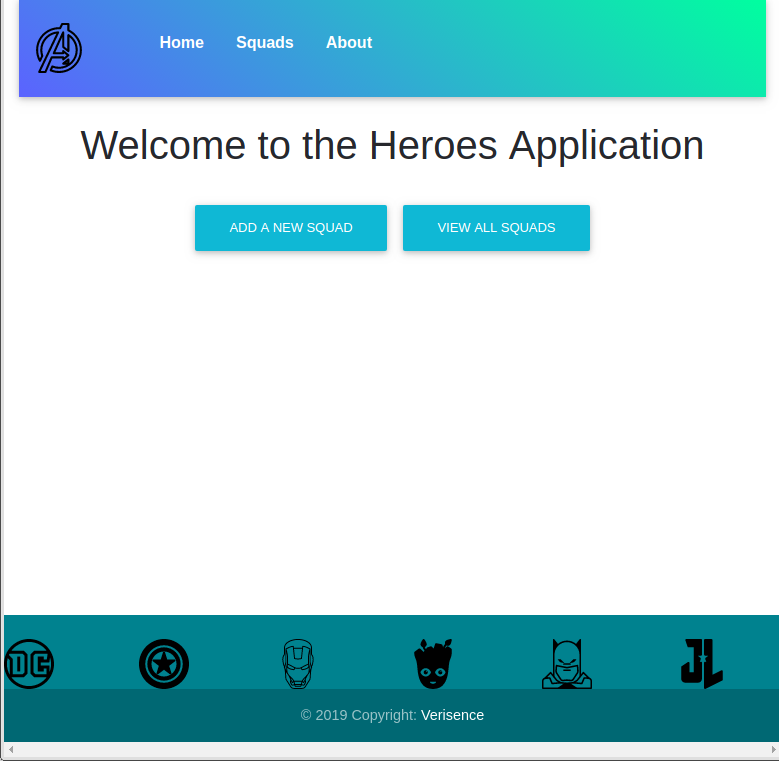 Home Squads About
Welcome to the Heroes Application
ADD A NEW SQUAD VIEW ALL SQUADS
DC JL
© 2019 Copyright: Verisence